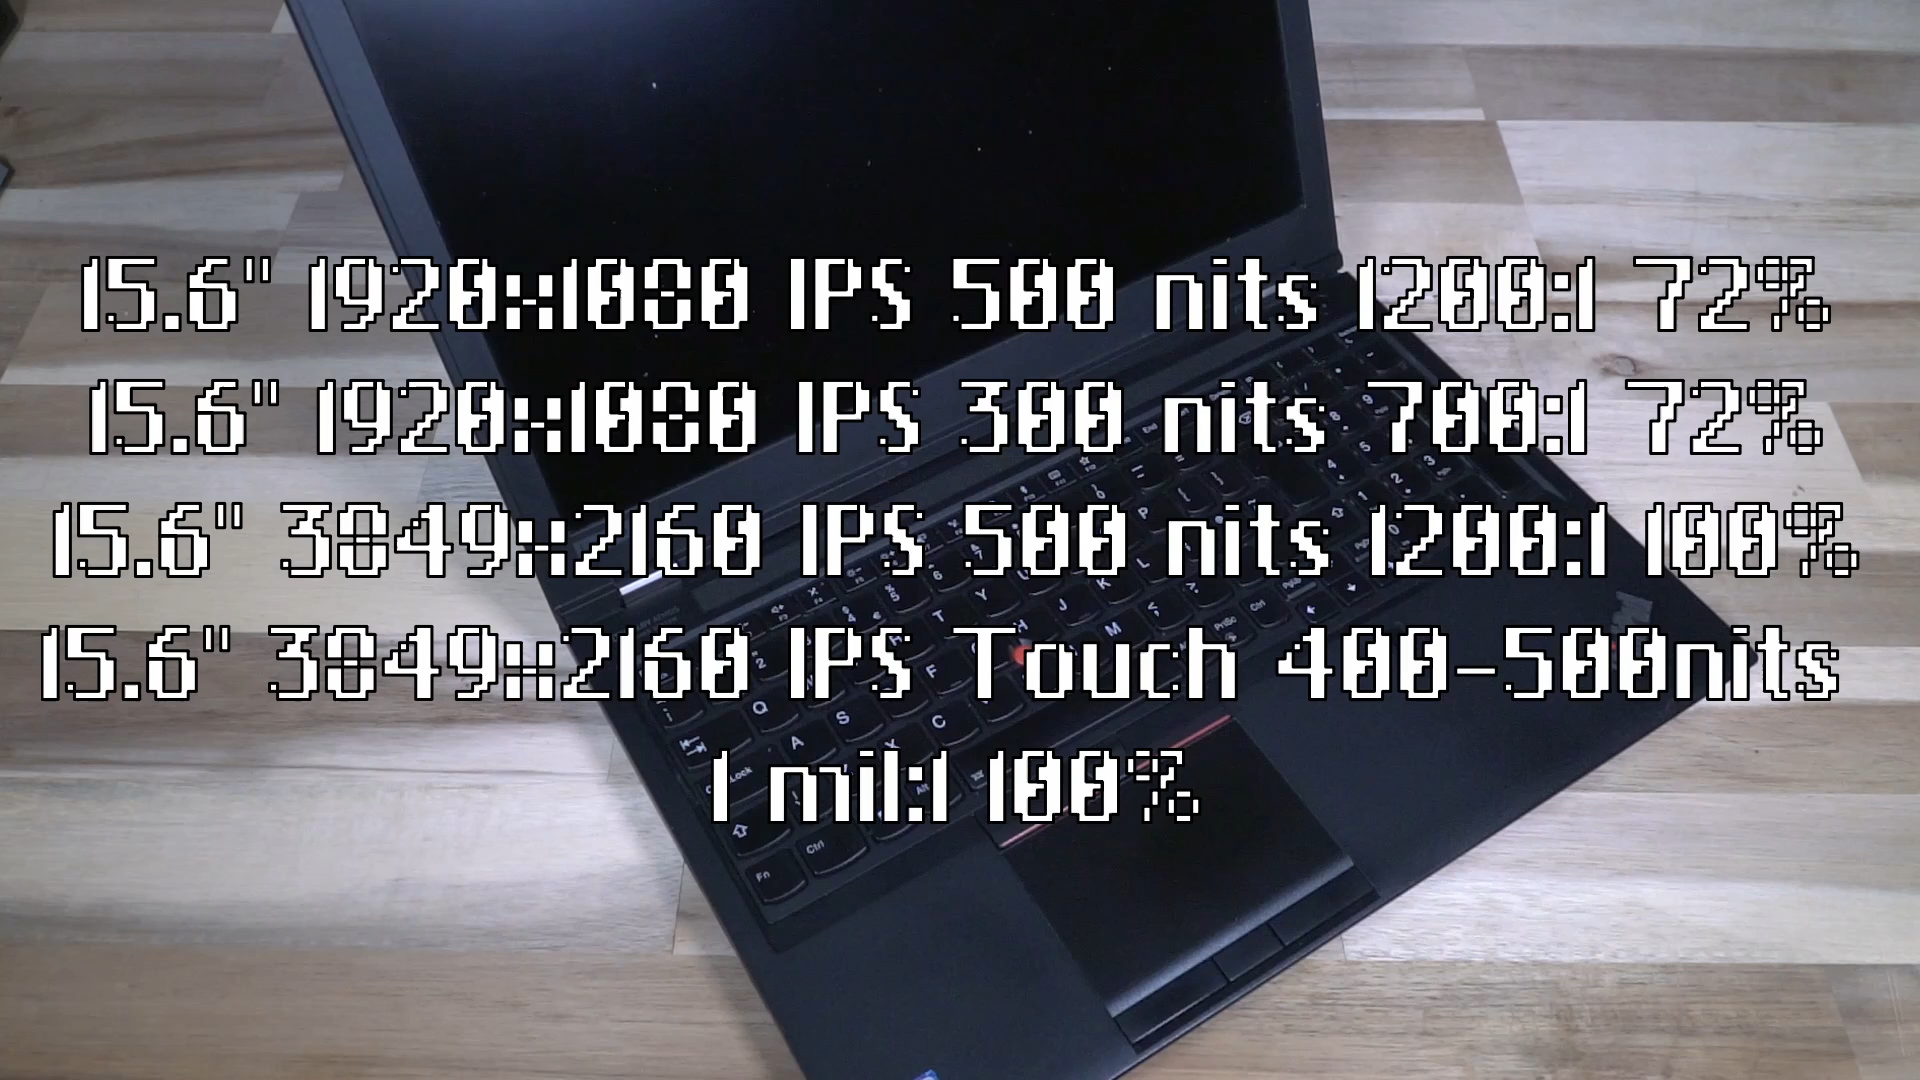 15.6" 1920x1080 IPS 500 nits 1200:1 72%
15.6" 1920x1080 IPS 300 nits 700:1 72%
15.6" 3849x2160 IPS 500 nits 1200:1 100%
15.6" 3849x2160 IPS Touch 400-500nits
1 mil:1 100%